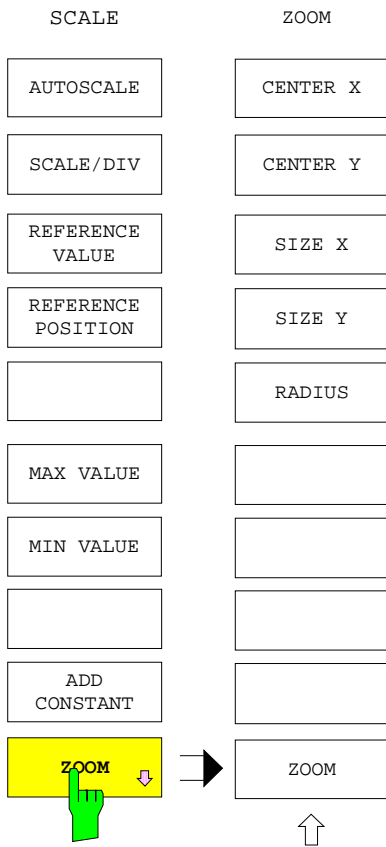 SCALE
AUTOSCALE
SCALE/DIV
REFERENCE
VALUE
REFERENCE
POSITION
MAX VALUE
MIN VALUE
ADD
CONSTANT
ZOOM
ZOOM
CENTER X
CENTER Y
SIZE X
SIZE Y
RADIUS
ZOOM